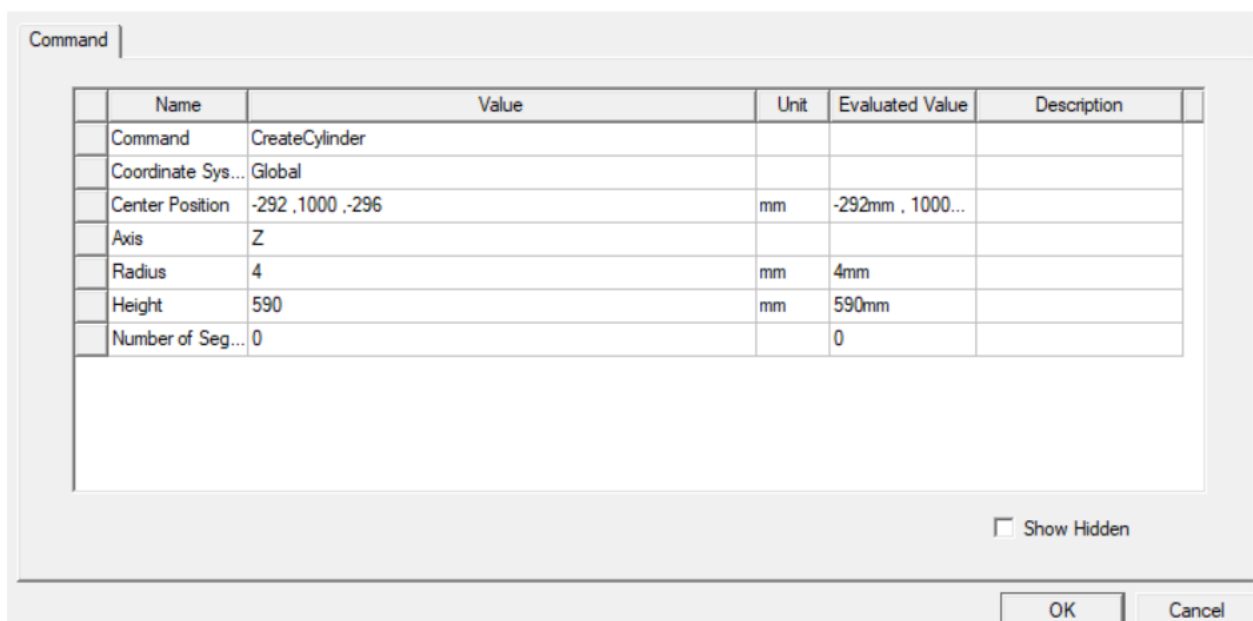 Command
Name Value Unit Evaluated Value Description
Command CreateCylinder
Coordinate Sys... Global
Center Position -292 ,1000 ,-296 mm -292mm , 1000...
Axis Z
Radius 4 mm 4mm
Height 590 mm 590mm
Number of Seg... 0 0
Show Hidden
OK Cancel